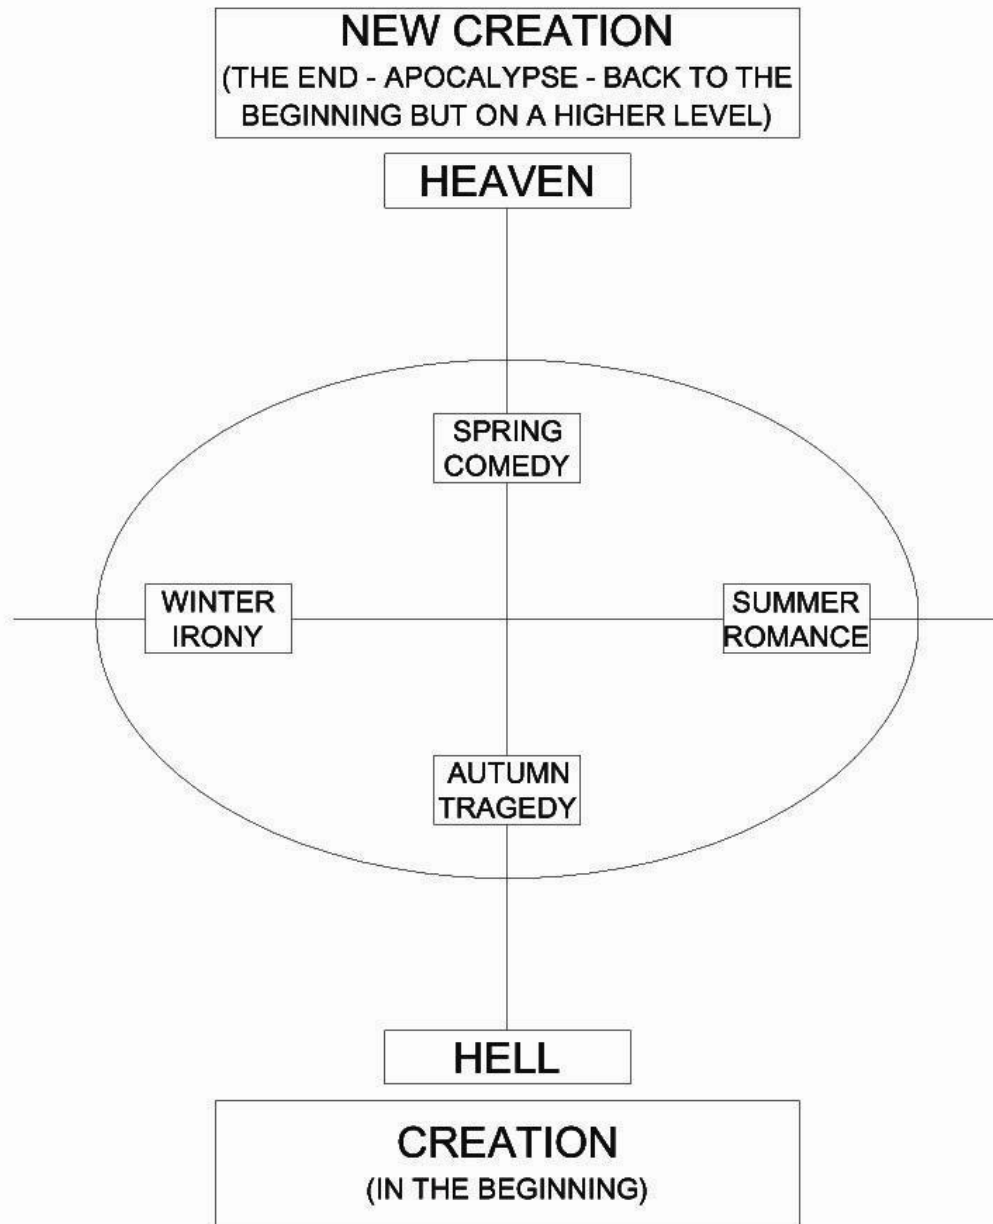 NEW CREATION
(THE END - APOCALYPSE - BACK TO THE
BEGINNING BUT ON A HIGHER LEVEL)
HEAVEN
SPRING
COMEDY
WINTER
IRONY
SUMMER
ROMANCE
AUTUMN
TRAGEDY
HELL
CREATION
(IN THE BEGINNING)